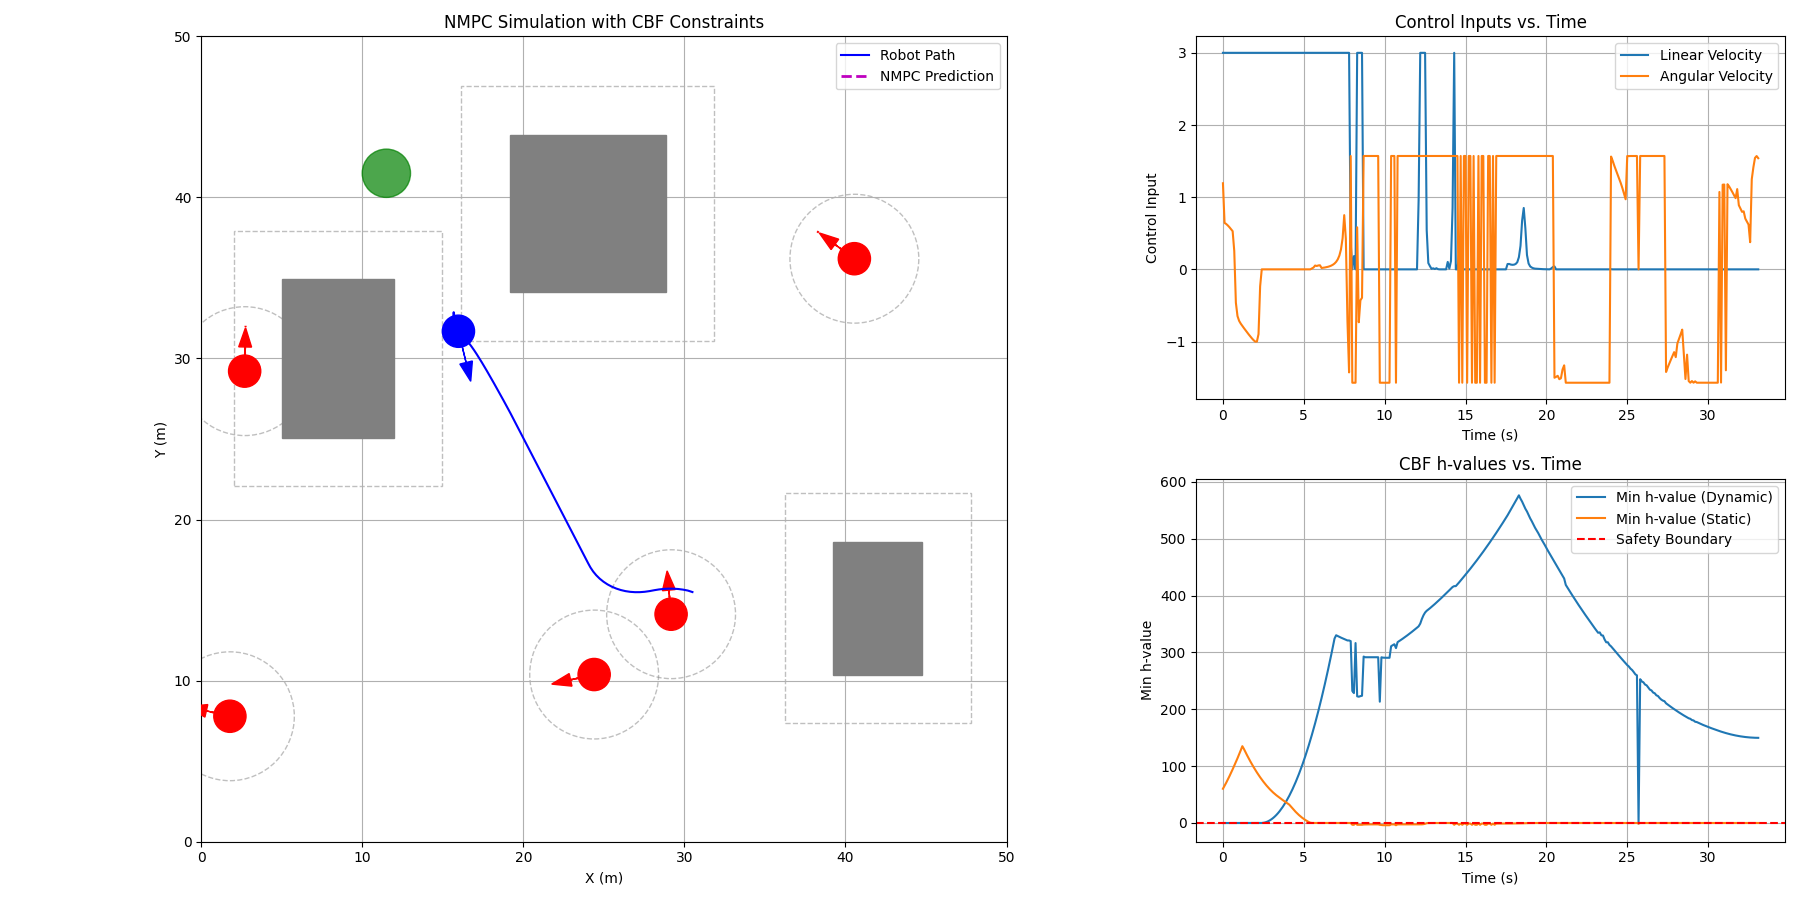 NMPC Simulation with CBF Constraints
50
40
30
20
10
0
Y (m)
0 10 20 30 40 50
X (m)
Robot Path
NMPC Prediction
Control Inputs vs. Time
3
2
1
0
−1
Control Input
0 5 10 15 20 25 30
Time (s)
Linear Velocity
Angular Velocity
CBF h-values vs. Time
600
500
400
300
200
100
0
Min h-value
0 5 10 15 20 25 30
Time (s)
Min h-value (Dynamic)
Min h-value (Static)
Safety Boundary